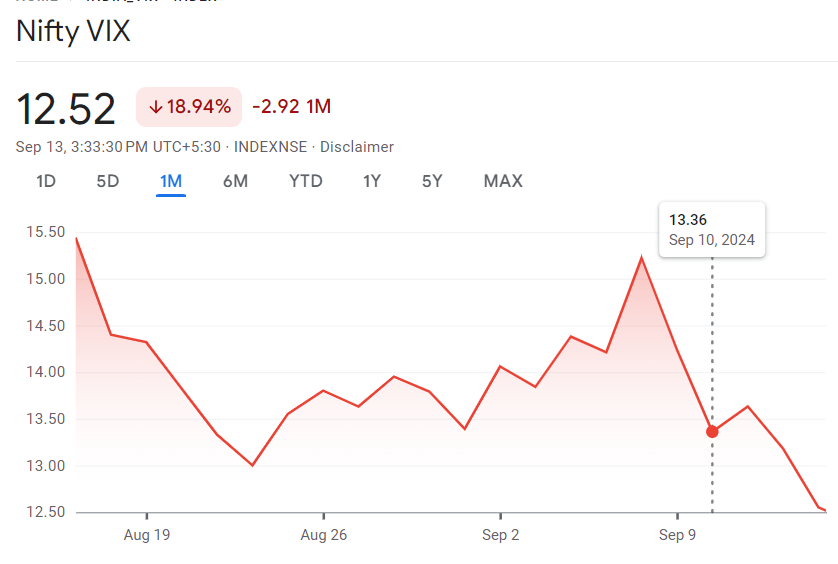 Nifty VIX
12.52 ↓ 18.94% -2.92 1M
Sep 13, 3:33:30 PM UTC+5:30 · INDEXNSE · Disclaimer
1D 5D 1M 6M YTD 1Y 5Y MAX
13.36
Sep 10, 2024
15.50
15.00
14.50
14.00
13.50
13.00
12.50
Aug 19 Aug 26 Sep 2 Sep 9